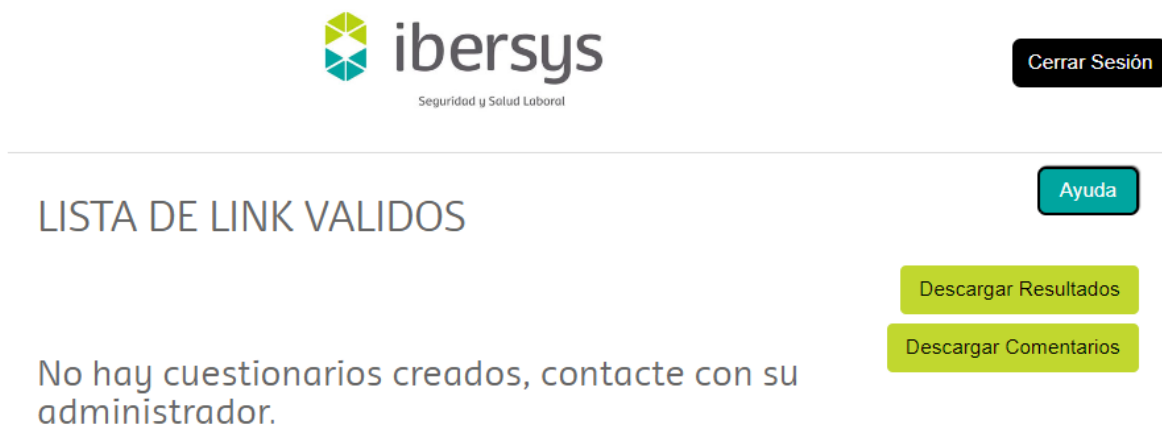 ibersys
Seguridad y Salud Laboral
Cerrar Sesión
Ayuda
LISTA DE LINK VALIDOS
Descargar Resultados
Descargar Comentarios
No hay cuestionarios creados, contacte con su
administrador.